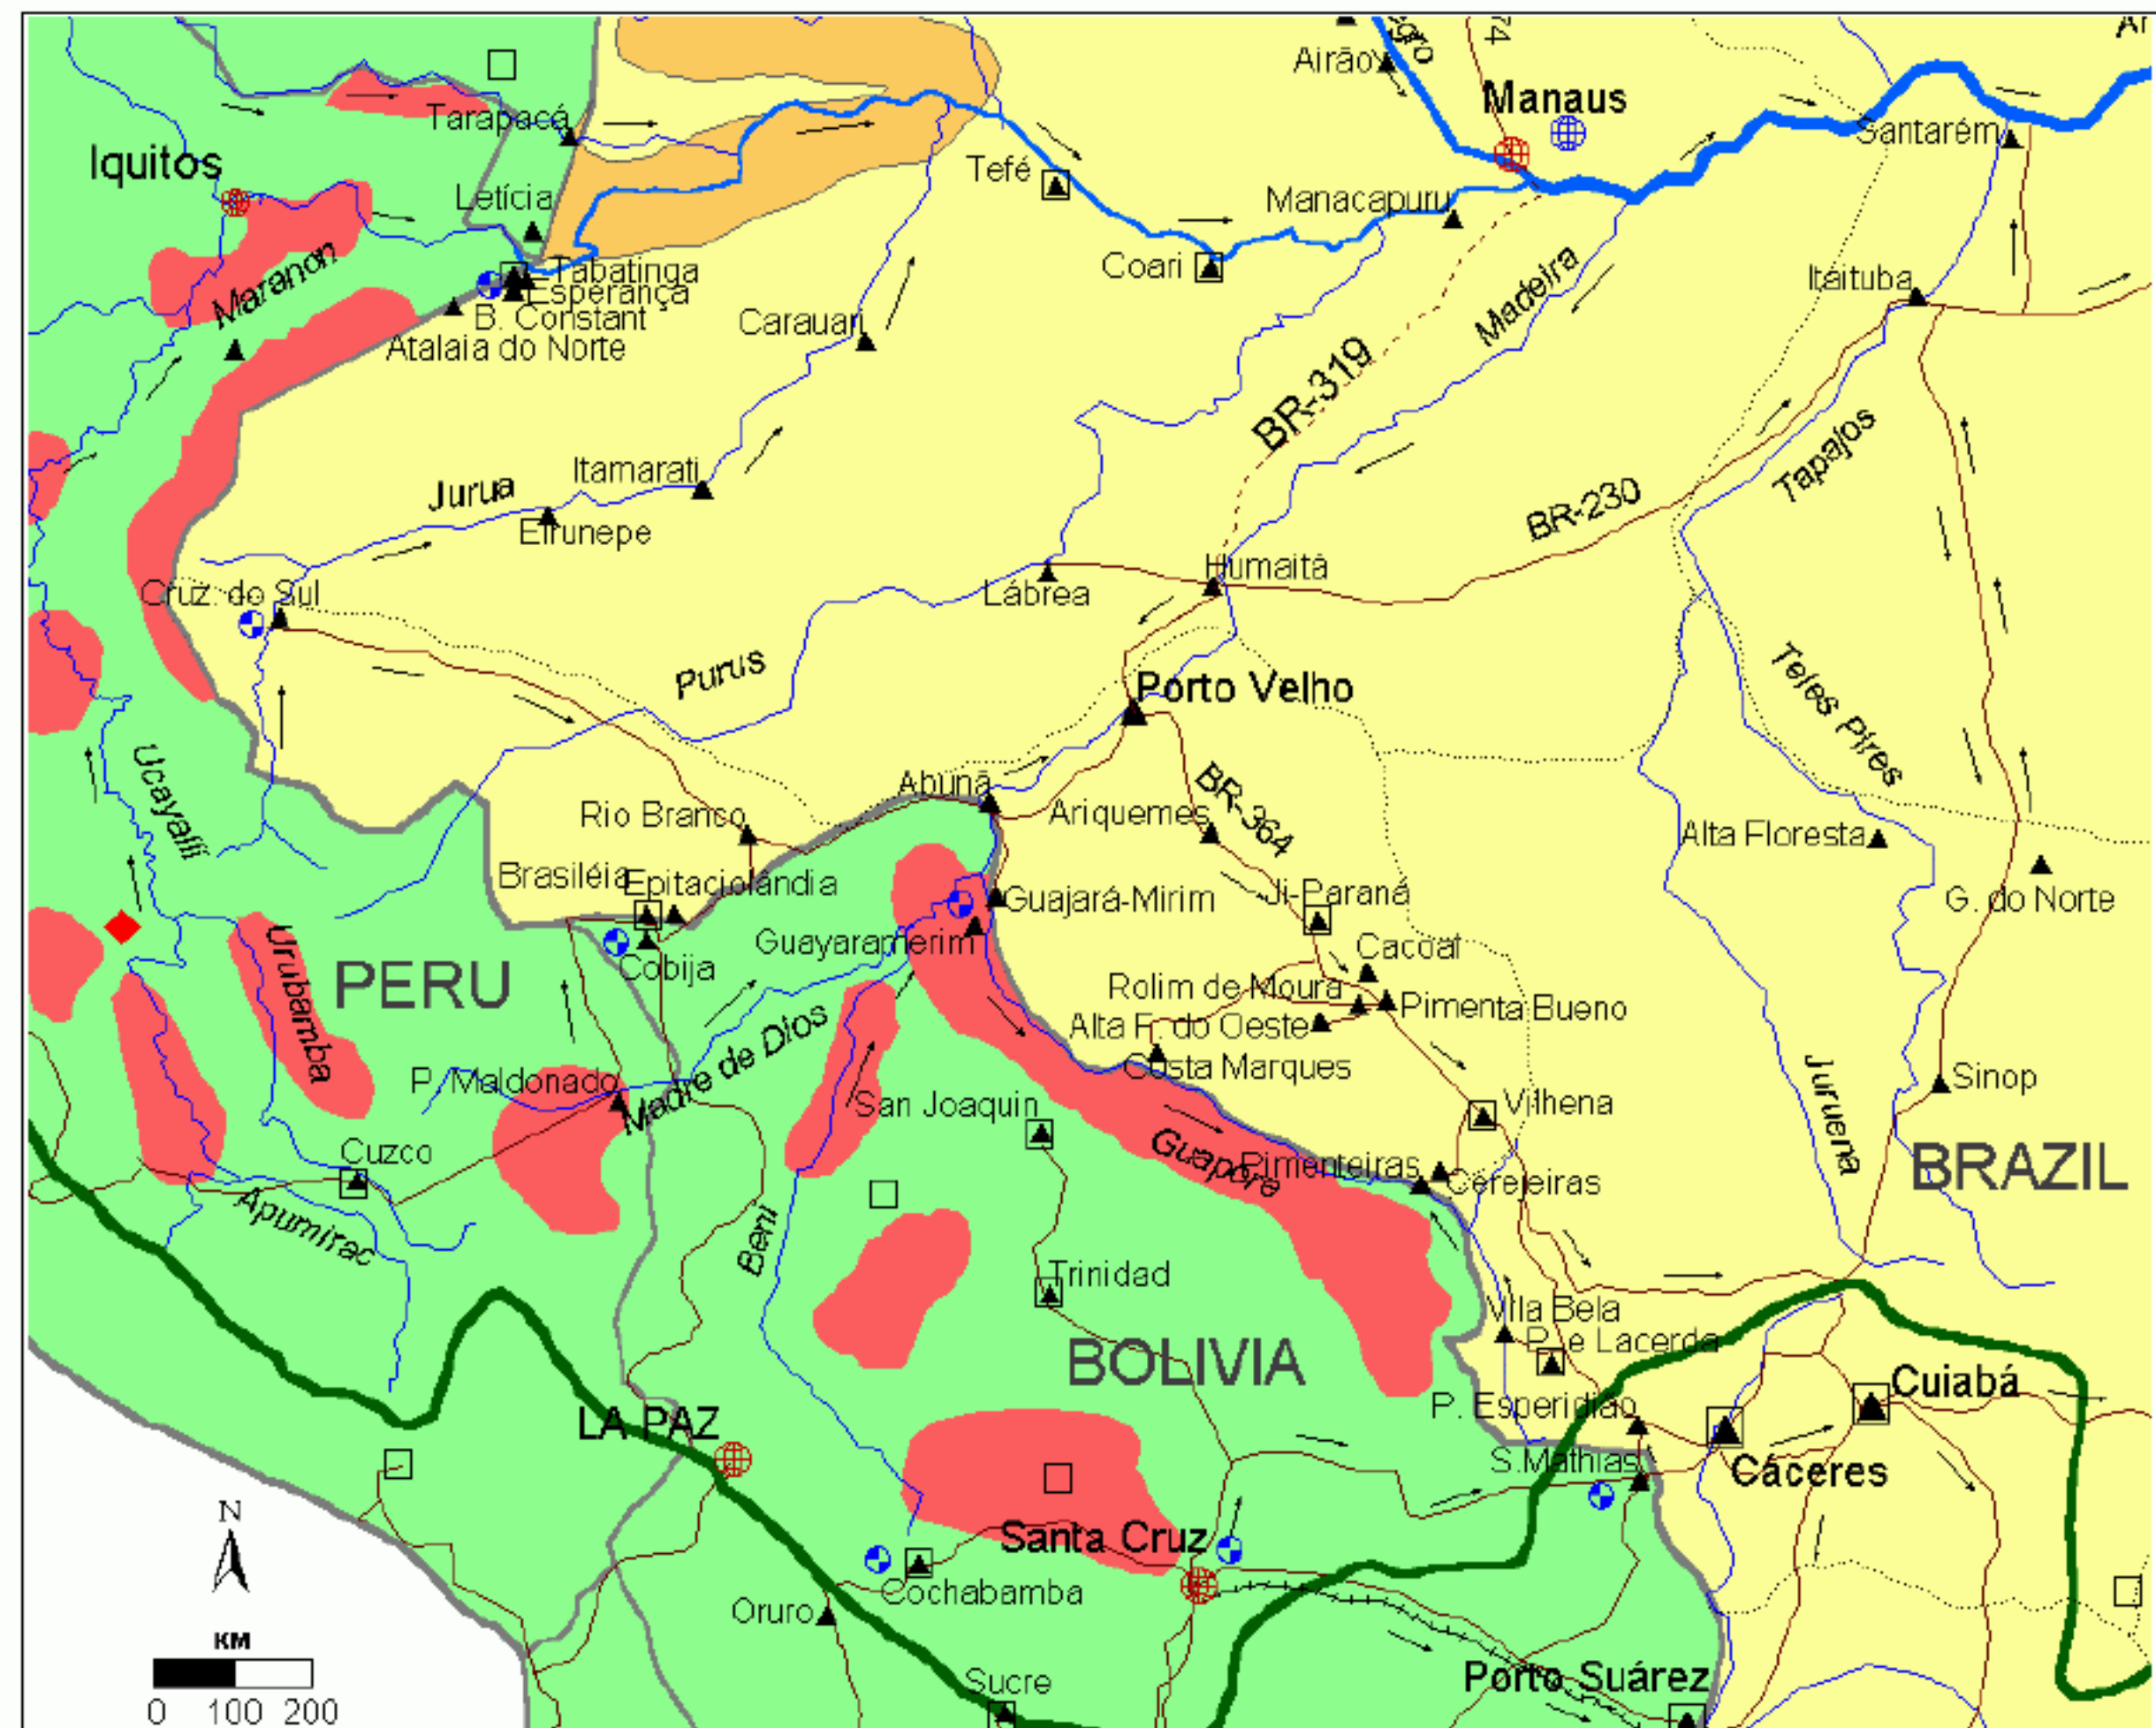 egro
74
Ar
Airão
Manaus
Tarapacá
Santarém
Iquitos
Tefé
Letícia
Manacapuru
Maranon
Tabatinga
Coari
Madeira
Itaituba
Esperança
B. Constant
Carauari
Atalaia do Norte
BR-319
Itamarati
Jurua
Tapajos
BR-230
Eirunepe
Humaitá
Cruz. do Sul
Lábrea
Purus
Porto Velho
Teles Pires
Ucayalli
Abunã
BR-364
Rio Branco
Ariquemes
Alta Floresta
Brasiléia
Epitaciolândia
Ji-Paraná
Guajará-Mirim
G. do Norte
Guayaramerim
Cacoal
Urubamba
PERU
Cobija
Rolim de Moura
Pimenta Bueno
Alta F. do Oeste
Madre de Dios
Costa Marques
P. Maldonado
Juruena
Sinop
San Joaquin
Vilhena
Cuzco
Guapore
Pimenteiras
BRAZIL
Cerejeiras
Apumirac
Beni
Trinidad
Vila Bela
P. e Lacerda
BOLIVIA
Cuiabá
P. Esperidião
LA PAZ
S.Mathias
Cáceres
N
Santa Cruz
Cochabamba
Oruro
KM
Sucre
Porto Suárez
0 100 200